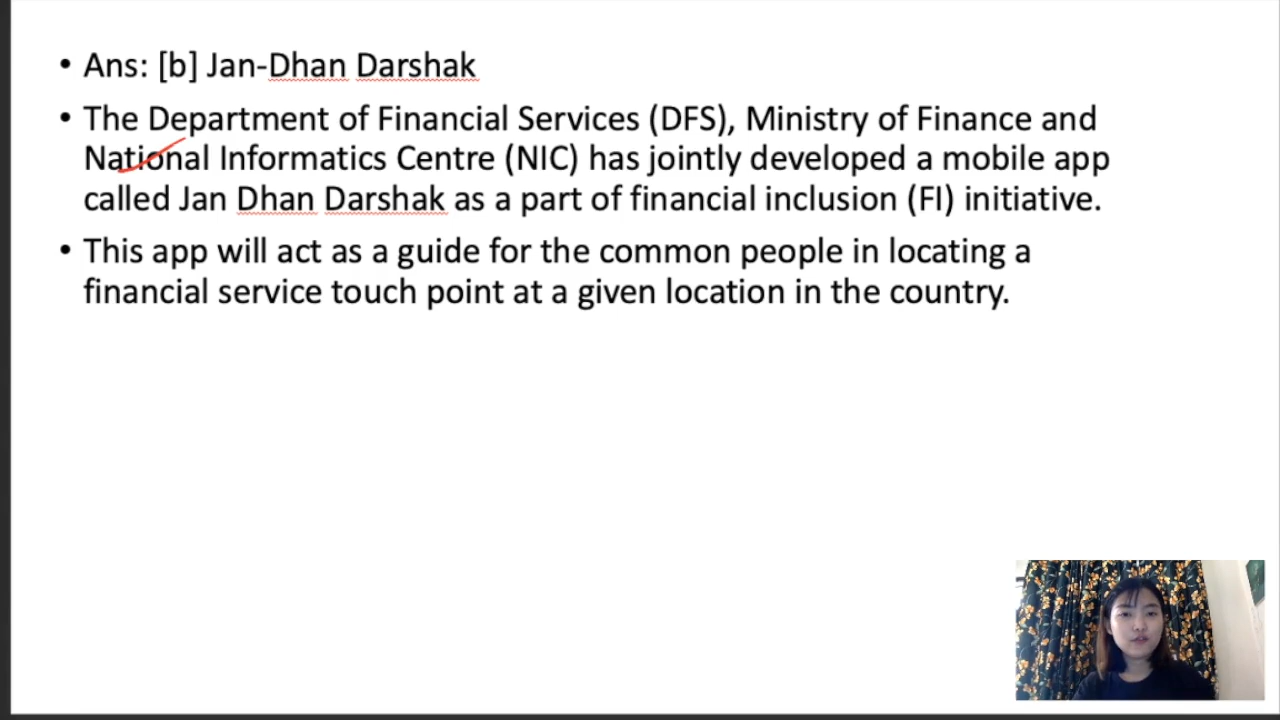 • Ans: [b] Jan-Dhan Darshak
• The Department of Financial Services (DFS), Ministry of Finance and
National Informatics Centre (NIC) has jointly developed a mobile app
called Jan Dhan Darshak as a part of financial inclusion (FI) initiative.
• This app will act as a guide for the common people in locating a
financial service touch point at a given location in the country.